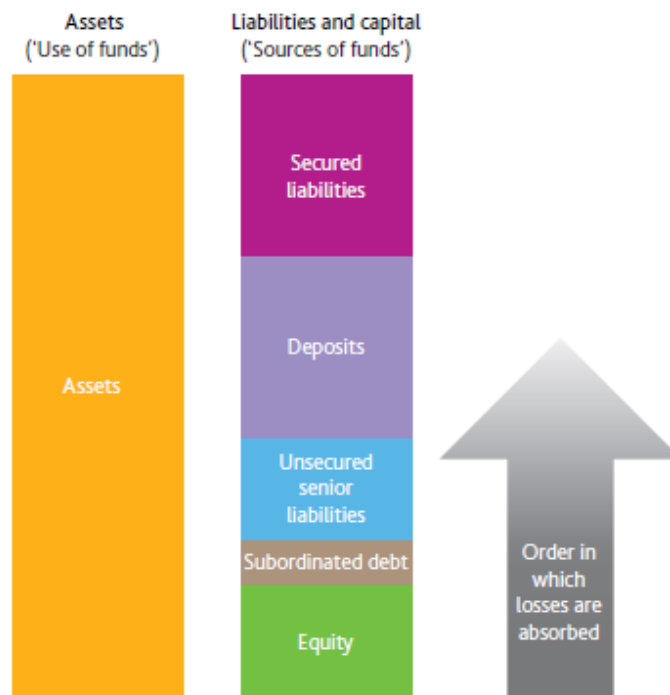 Assets
(‘Use of funds’)
Liabilities and capital
(‘Sources of funds’)
Secured
liabilities
Deposits
Assets
Unsecured
senior
liabilities
Subordinated debt
Equity
Order in
which
losses are
absorbed